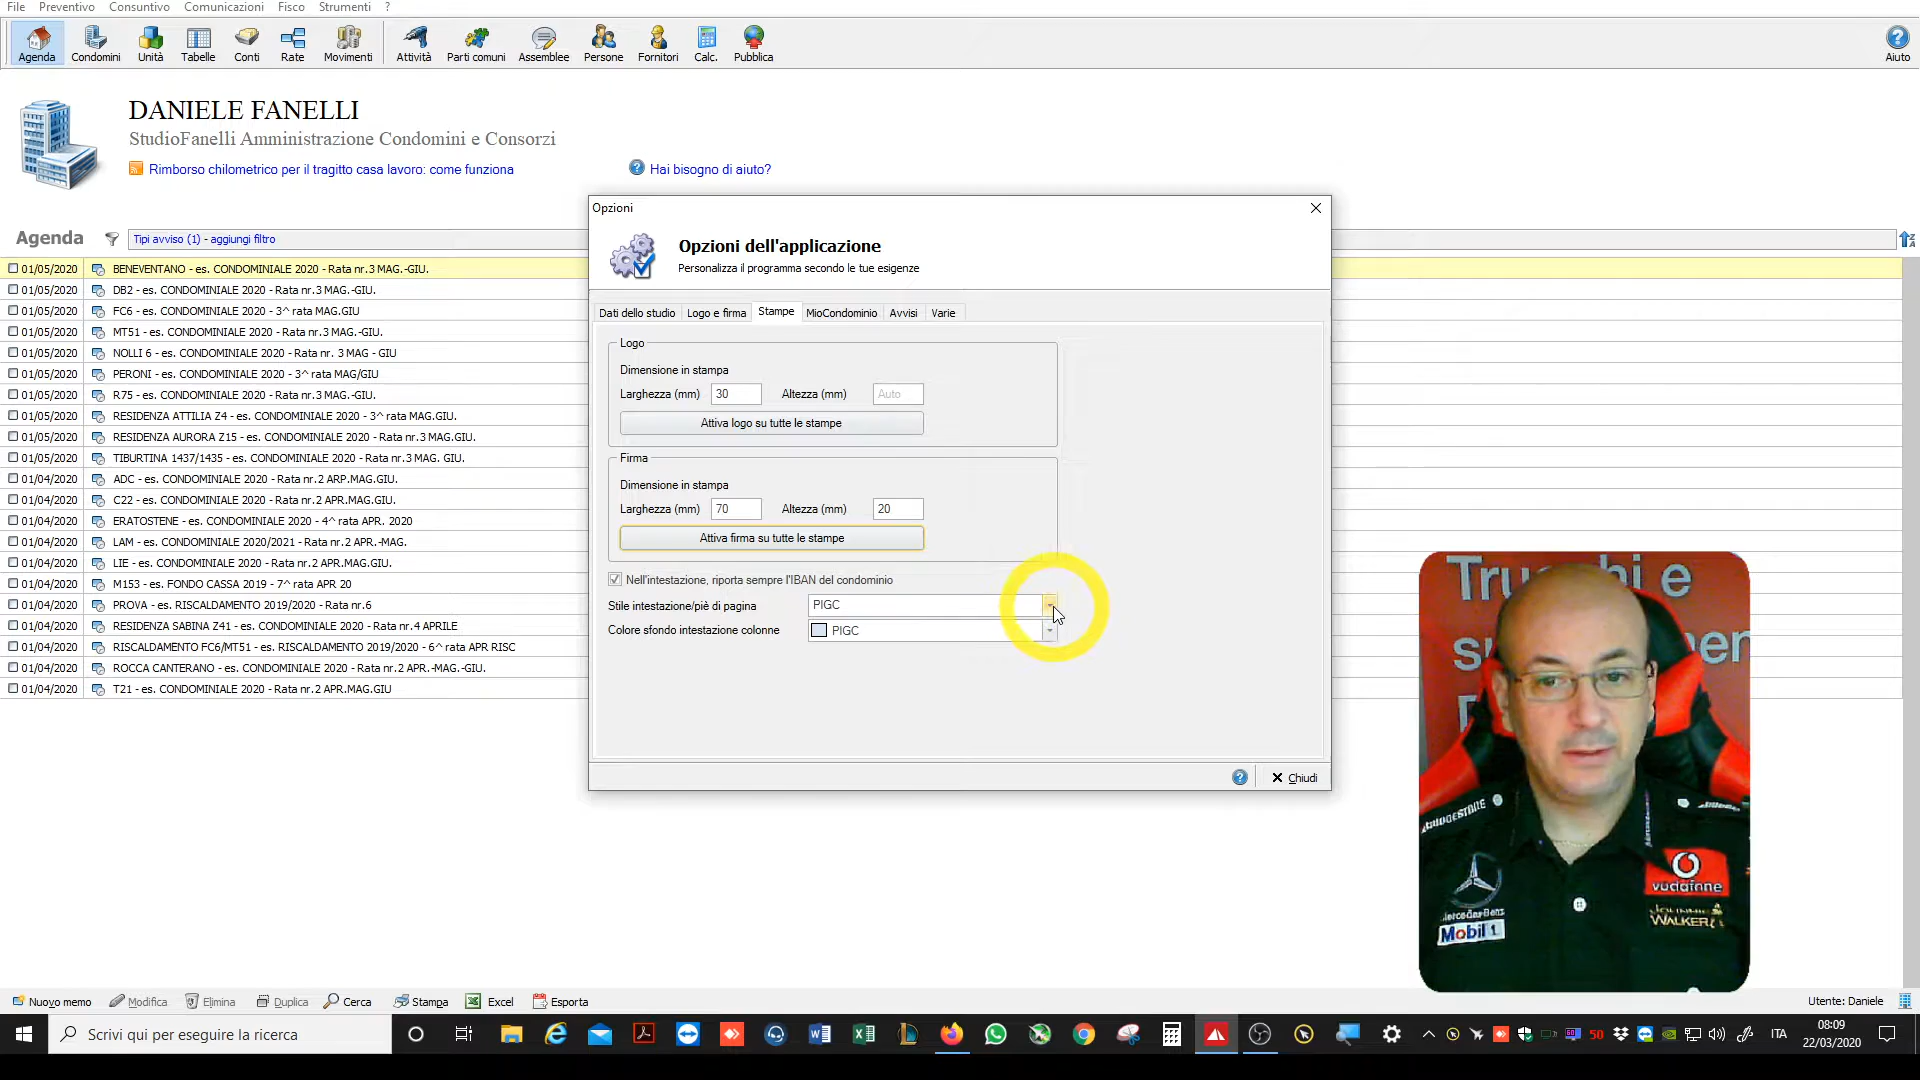 File Preventivo Consuntivo Comunicazioni Fisco Strumenti ?
Agenda Condomini Unità Tabelle Conti Rate Movimenti Attività Parti comuni Assemblee Persone Fornitori Calc. Pubblica Aiuto
DANIELE FANELLI
StudioFanelli Amministrazione Condomini e Consorzi
Rimborso chilometrico per il tragitto casa lavoro: come funziona Hai bisogno di aiuto?
Agenda Tipi avviso (1) - aggiungi filtro
01/05/2020 BENEVENTANO - es. CONDOMINIALE 2020 - Rata nr.3 MAG.-GIU.
01/05/2020 DB2 - es. CONDOMINIALE 2020 - Rata nr.3 MAG.-GIU.
01/05/2020 FC6 - es. CONDOMINIALE 2020 - 3^ rata MAG.GIU
01/05/2020 MT51 - es. CONDOMINIALE 2020 - Rata nr.3 MAG.-GIU.
01/05/2020 NOLLI 6 - es. CONDOMINIALE 2020 - Rata nr. 3 MAG - GIU
01/05/2020 PERONI - es. CONDOMINIALE 2020 - 3^ rata MAG/GIU
01/05/2020 R75 - es. CONDOMINIALE 2020 - Rata nr.3 MAG.-GIU.
01/05/2020 RESIDENZA ATTILIA Z4 - es. CONDOMINIALE 2020 - 3^ rata MAG.GIU.
01/05/2020 RESIDENZA AURORA Z15 - es. CONDOMINIALE 2020 - Rata nr.3 MAG.GIU.
01/05/2020 TIBURTINA 1437/1435 - es. CONDOMINIALE 2020 - Rata nr.3 MAG. GIU.
01/04/2020 ADC - es. CONDOMINIALE 2020 - Rata nr.2 ARP.MAG.GIU.
01/04/2020 C22 - es. CONDOMINIALE 2020 - Rata nr.2 APR.MAG.GIU.
01/04/2020 ERATOSTENE - es. CONDOMINIALE 2020 - 4^ rata APR. 2020
01/04/2020 LAM - es. CONDOMINIALE 2020/2021 - Rata nr.2 APR.-MAG.
01/04/2020 LIE - es. CONDOMINIALE 2020 - Rata nr.2 APR.MAG.GIU.
01/04/2020 M153 - es. FONDO CASSA 2019 - 7^ rata APR 20
01/04/2020 PROVA - es. RISCALDAMENTO 2019/2020 - Rata nr.6
01/04/2020 RESIDENZA SABINA Z41 - es. CONDOMINIALE 2020 - Rata nr.4 APRILE
01/04/2020 RISCALDAMENTO FC6/MT51 - es. RISCALDAMENTO 2019/2020 - 6^ rata APR RISC
01/04/2020 ROCCA CANTERANO - es. CONDOMINIALE 2020 - Rata nr.2 APR.-MAG.-GIU.
01/04/2020 T21 - es. CONDOMINIALE 2020 - Rata nr.2 APR.MAG.GIU
Opzioni
Opzioni dell'applicazione
Personalizza il programma secondo le tue esigenze
Dati dello studio Logo e firma Stampe MioCondominio Avvisi Varie
Logo
Dimensione in stampa
Larghezza (mm) 30 Altezza (mm) Auto
Attiva logo su tutte le stampe
Firma
Dimensione in stampa
Larghezza (mm) 70 Altezza (mm) 20
Attiva firma su tutte le stampe
Nell'intestazione, riporta sempre l'IBAN del condominio
Stile intestazione/piè di pagina PIGC
Colore sfondo intestazione colonne PIGC
Chiudi
BRIDGESTONE
Mercedes-Benz
Mobil 1
vodafone
JOHNNIE
WALKER
Nuovo memo Modifica Elimina Duplica Cerca Stampa Excel Esporta Utente: Daniele
Scrivi qui per eseguire la ricerca 50 ITA 08:09
22/03/2020